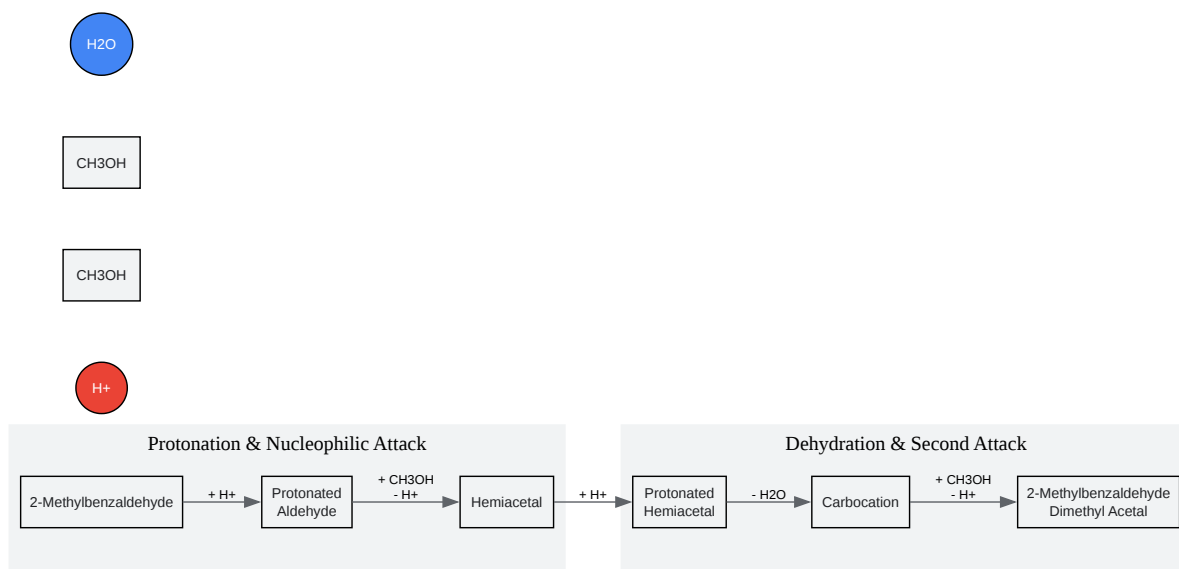 H2O
CH3OH
CH3OH
H+
Protonation & Nucleophilic Attack
2-Methylbenzaldehyde
+ H+
Protonated
Aldehyde
+ CH3OH
- H+
Hemiacetal
+ H+
Dehydration & Second Attack
Protonated
Hemiacetal
- H2O
Carbocation
+ CH3OH
- H+
2-Methylbenzaldehyde
Dimethyl Acetal